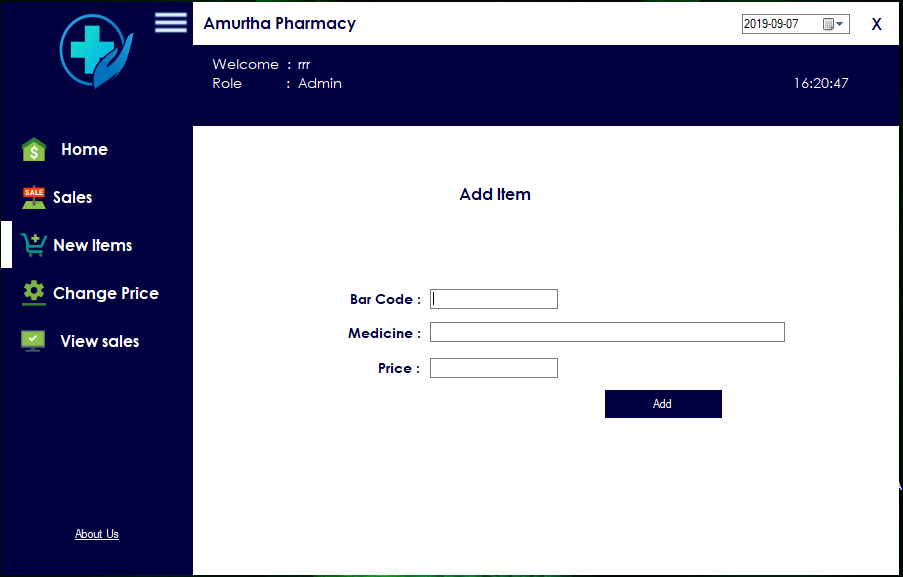 Amurtha Pharmacy
2019-09-07
X
Welcome : rrr
Role : Admin
16:20:47
$ Home
SALE Sales
New Items
Change Price
View sales
About Us
Add Item
Bar Code :
Medicine :
Price :
Add
A